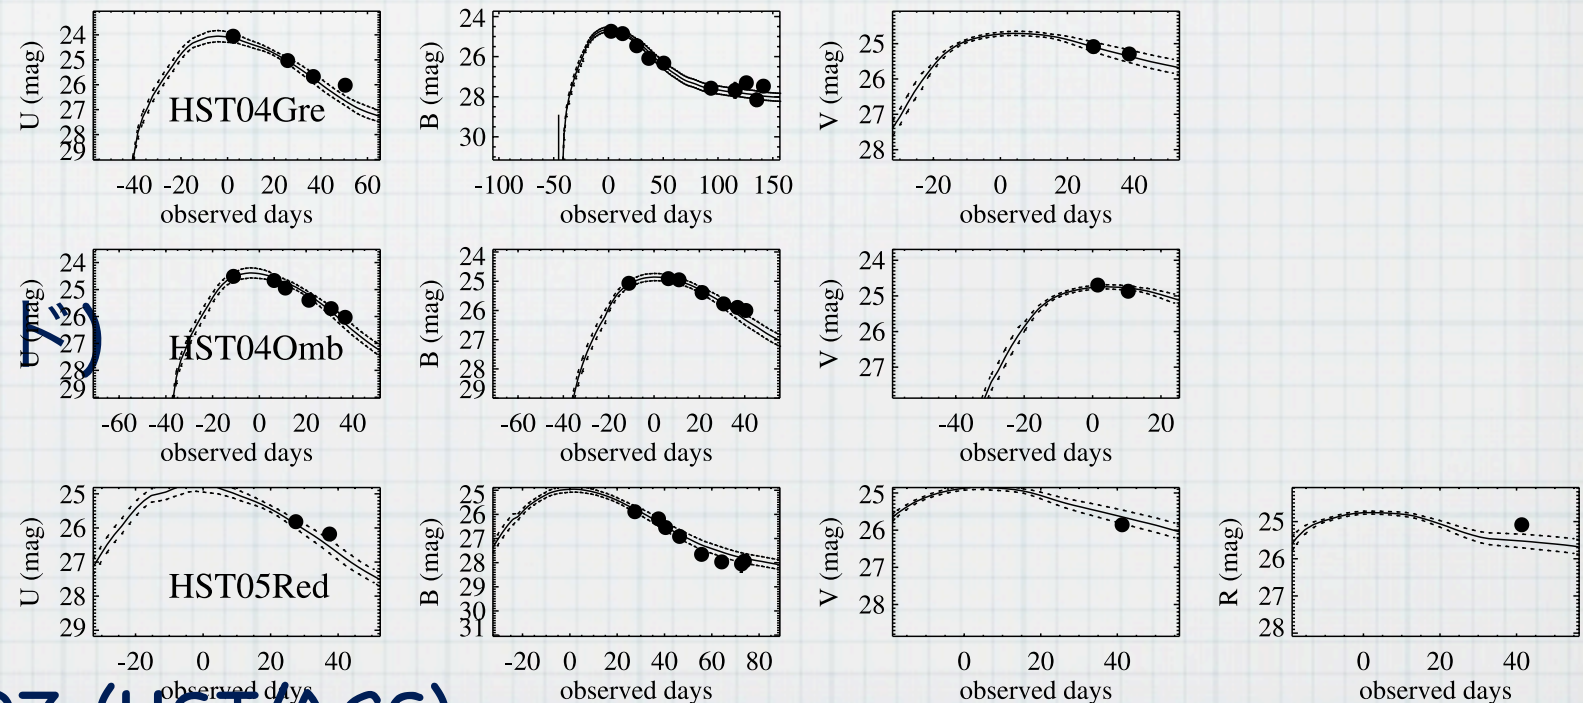 24 25 26 27 28 29
U (mag)
HST04Gre
-40 -20 0 20 40 60
observed days
24 26 28 30
B (mag)
-100 -50 0 50 100 150
observed days
25 26 27 28
V (mag)
-20 0 20 40
observed days
24 25 26 27 28 29
U (mag)
HST04Omb
-60 -40 -20 0 20 40
observed days
24 25 26 27 28 29
B (mag)
-60 -40 -20 0 20 40
observed days
24 25 26 27
V (mag)
-40 -20 0 20
observed days
25 26 27 28 29
U (mag)
HST05Red
-20 0 20 40
observed days
25 26 27 28 29 30 31
B (mag)
-20 0 20 40 60 80
observed days
25 26 27 28
V (mag)
0 20 40
observed days
25 26 27 28
R (mag)
0 20 40
observed days
(HST/ACS)